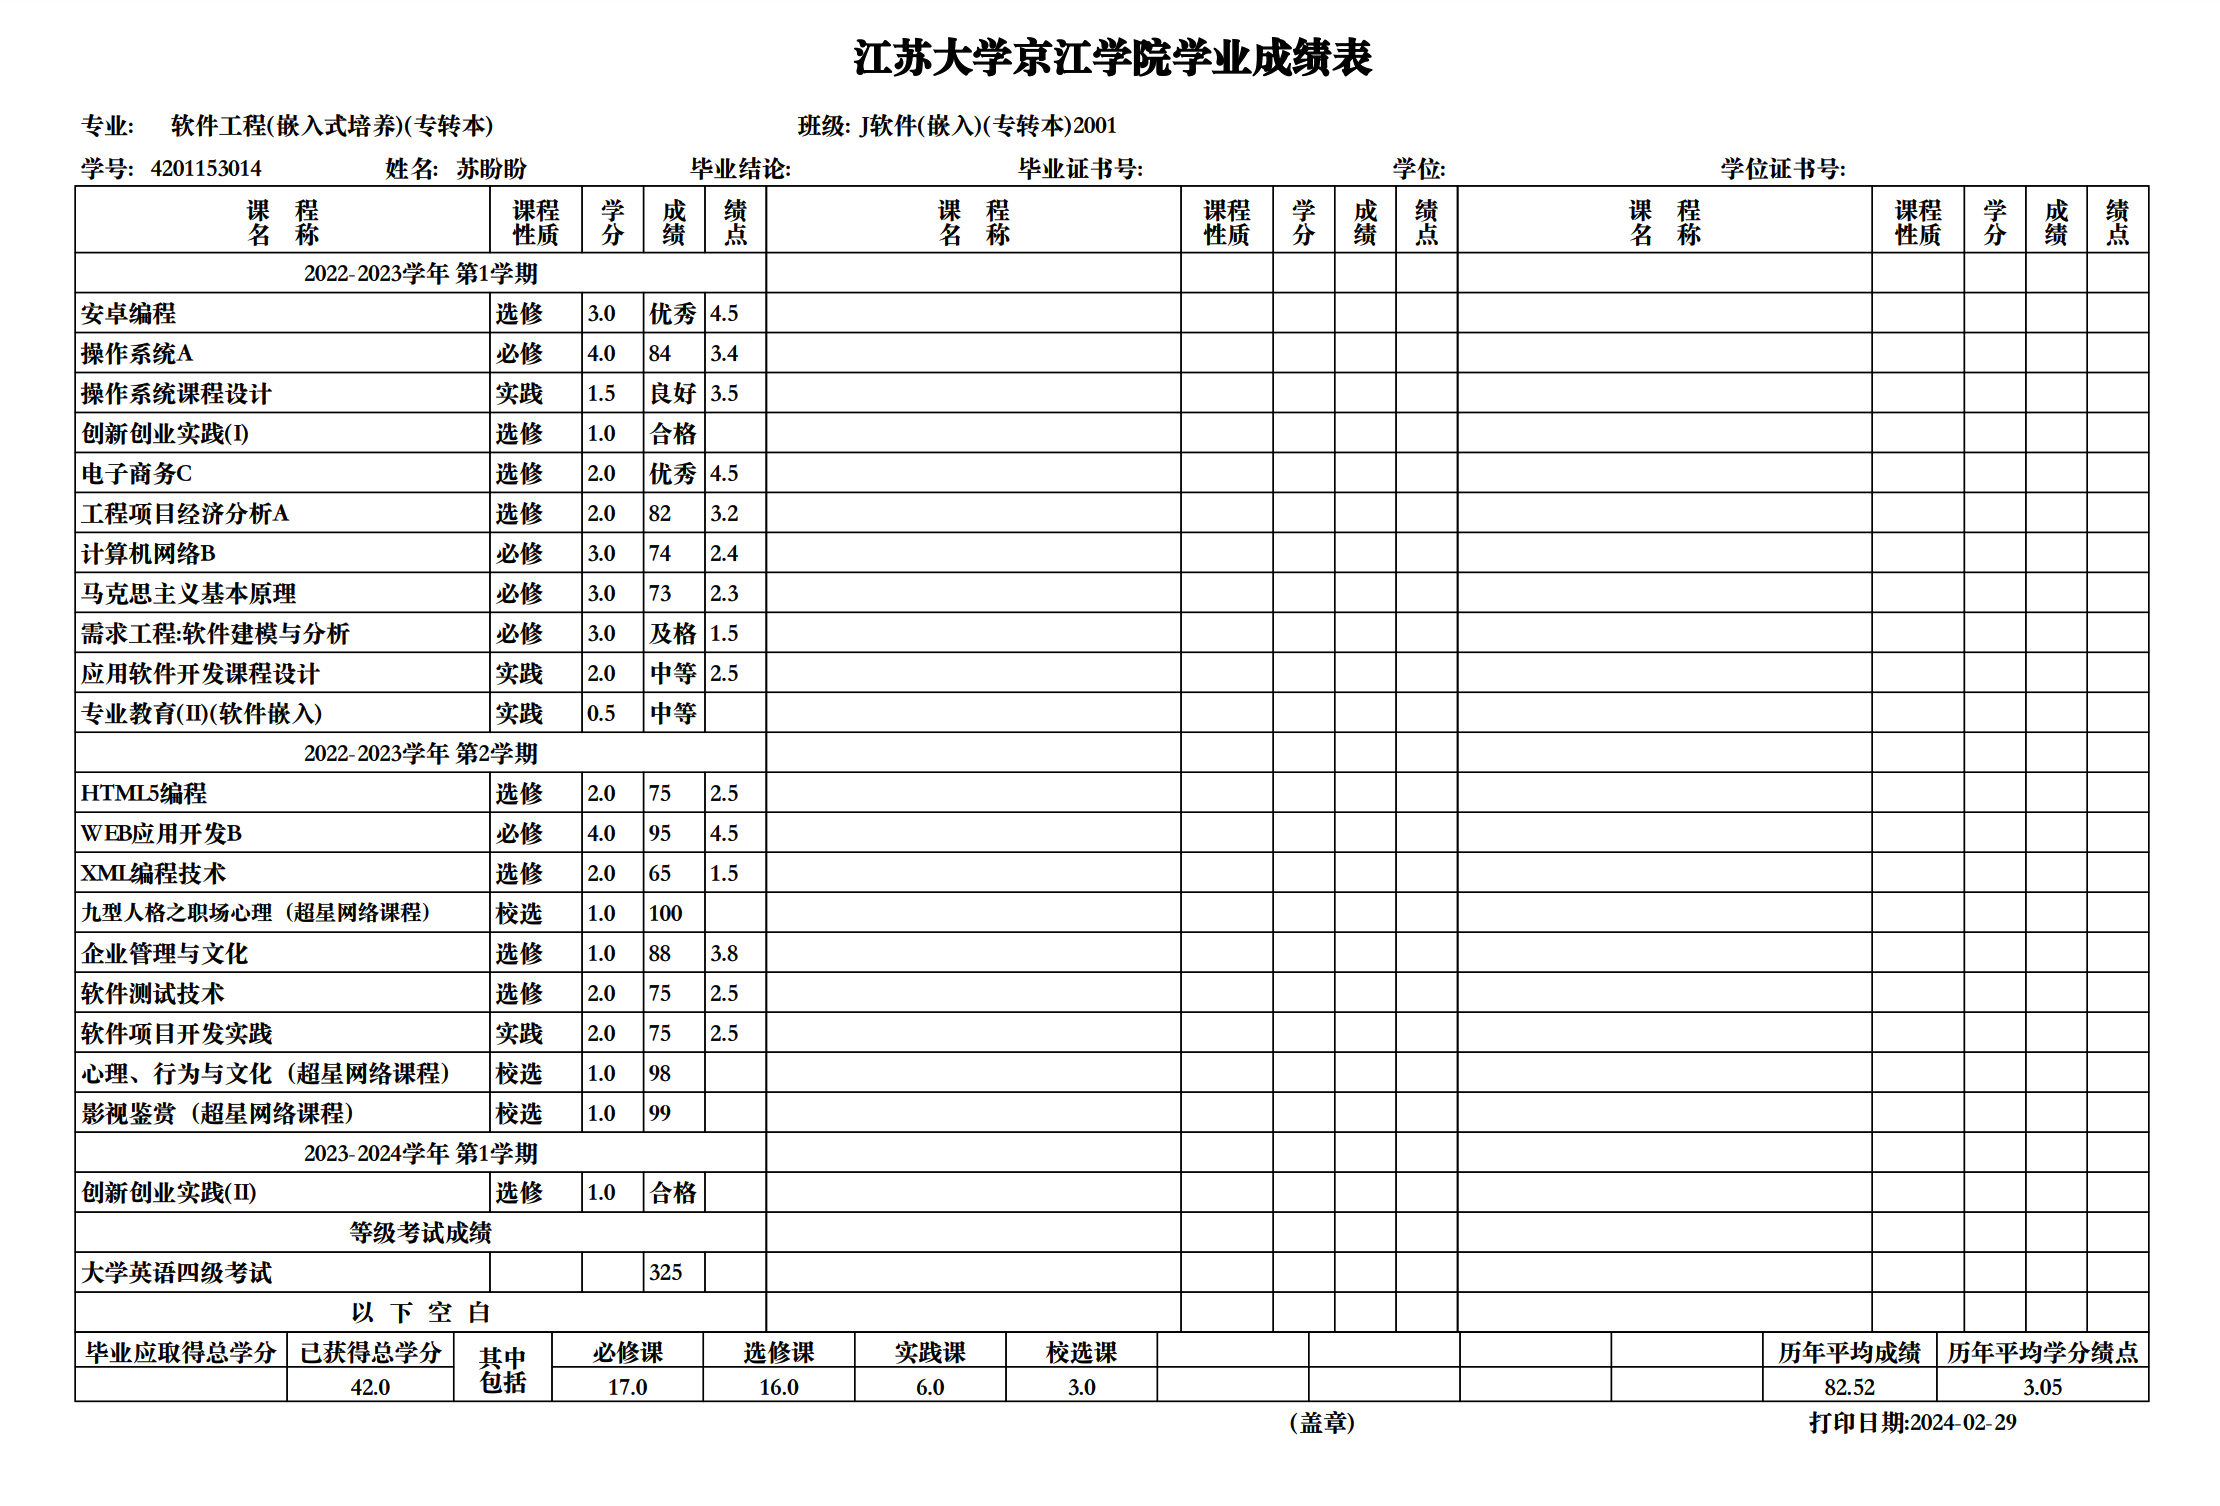 江苏大学京江学院学业成绩表
专业: 软件工程(嵌入式培养)(专转本) 班级: J软件(嵌入)(专转本)2001
学号: 4201153014 姓名: 苏盼盼 毕业结论: 毕业证书号: 学位: 学位证书号:
课程名称 课程性质 学分 成绩 绩点 课程名称 课程性质 学分 成绩 绩点 课程名称 课程性质 学分 成绩 绩点
2022-2023学年 第1学期
安卓编程 选修 3.0 优秀 4.5
操作系统A 必修 4.0 84 3.4
操作系统课程设计 实践 1.5 良好 3.5
创新创业实践(I) 选修 1.0 合格
电子商务C 选修 2.0 优秀 4.5
工程项目经济分析A 选修 2.0 82 3.2
计算机网络B 必修 3.0 74 2.4
马克思主义基本原理 必修 3.0 73 2.3
需求工程:软件建模与分析 必修 3.0 及格 1.5
应用软件开发课程设计 实践 2.0 中等 2.5
专业教育(II)(软件嵌入) 实践 0.5 中等
2022-2023学年 第2学期
HTML5编程 选修 2.0 75 2.5
WEB应用开发B 必修 4.0 95 4.5
XML编程技术 选修 2.0 65 1.5
九型人格之职场心理（超星网络课程） 校选 1.0 100
企业管理与文化 选修 1.0 88 3.8
软件测试技术 选修 2.0 75 2.5
软件项目开发实践 实践 2.0 75 2.5
心理、行为与文化（超星网络课程） 校选 1.0 98
影视鉴赏（超星网络课程） 校选 1.0 99
2023-2024学年 第1学期
创新创业实践(II) 选修 1.0 合格
等级考试成绩
大学英语四级考试 325
以 下 空 白
毕业应取得总学分 已获得总学分 其中包括 必修课 选修课 实践课 校选课 历年平均成绩 历年平均学分绩点
42.0 17.0 16.0 6.0 3.0 82.52 3.05
(盖章) 打印日期:2024-02-29